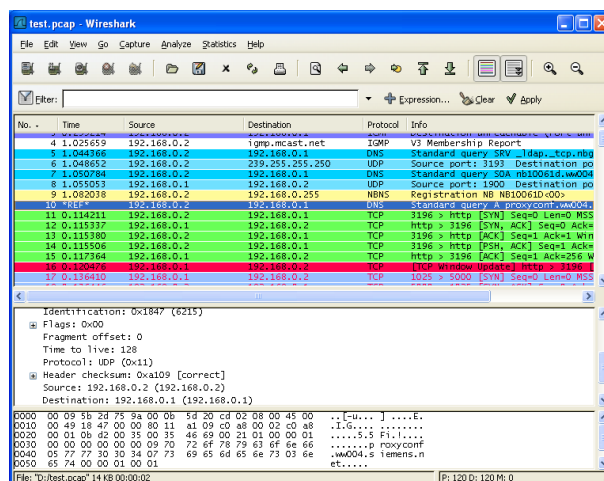 test.pcap - Wireshark
File Edit View Go Capture Analyze Statistics Help
Filter: Expression... Clear Apply
No. . Time Source Destination Protocol Info
4 1.025659 192.168.0.2 igmp.mcast.net IGMP V3 Membership Report
5 1.044366 192.168.0.2 192.168.0.1 DNS Standard query SRV _ldap._tcp.nbg
6 1.048652 192.168.0.2 239.255.255.250 UDP Source port: 3193 Destination po
7 1.050784 192.168.0.2 192.168.0.1 DNS Standard query SOA nb10061d.ww004
8 1.055053 192.168.0.1 192.168.0.2 UDP Source port: 1900 Destination po
9 1.082038 192.168.0.2 192.168.0.255 NBNS Registration NB NB10061D<00>
10 *REF* 192.168.0.2 192.168.0.1 DNS Standard query A proxyconf.ww004.
11 0.114211 192.168.0.2 192.168.0.1 TCP 3196 > http [SYN] Seq=0 Len=0 MSS
12 0.115337 192.168.0.1 192.168.0.2 TCP http > 3196 [SYN, ACK] Seq=0 Ack=
13 0.115380 192.168.0.2 192.168.0.1 TCP 3196 > http [ACK] Seq=1 Ack=1 Win
14 0.115506 192.168.0.2 192.168.0.1 TCP 3196 > http [PSH, ACK] Seq=1 Ack=
15 0.117364 192.168.0.1 192.168.0.2 TCP http > 3196 [ACK] Seq=1 Ack=256 W
16 0.120476 192.168.0.1 192.168.0.2 TCP [TCP Window Update] http > 3196 [
17 0.136410 192.168.0.1 192.168.0.2 TCP 1025 > 5000 [SYN] Seq=0 Len=0 MSS
Identification: 0x1847 (6215)
Flags: 0x00
Fragment offset: 0
Time to live: 128
Protocol: UDP (0x11)
Header checksum: 0xa109 [correct]
Source: 192.168.0.2 (192.168.0.2)
Destination: 192.168.0.1 (192.168.0.1)
0000 00 09 5b 2d 75 9a 00 0b 5d 20 cd 02 08 00 45 00 ..[-u... ] ....E.
0010 00 49 18 47 00 00 80 11 a1 09 c0 a8 00 02 c0 a8 .I.G.... ........
0020 00 01 0b d2 00 35 00 35 46 69 00 21 01 00 00 01 .....5.5 Fi.!....
0030 00 00 00 00 00 00 09 70 72 6f 78 79 63 6f 6e 66 .......p roxyconf
0040 05 77 77 30 30 34 07 73 69 65 6d 65 6e 73 03 6e .ww004.s iemens.n
0050 65 74 00 00 01 00 01 et.....
File: "D:/test.pcap" 14 KB 00:00:02 P: 120 D: 120 M: 0